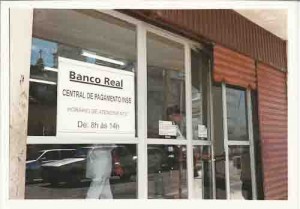 Banco Real
CENTRAL DE PAGAMENTO INSS
HORÁRIO DE ATENDIMENTO
De: 8h às 14h